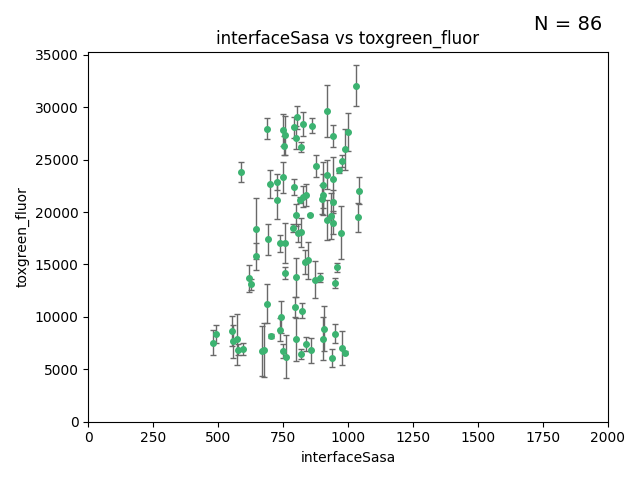 N = 86
interfaceSasa vs toxgreen_fluor
35000
30000
25000
20000
15000
10000
5000
0
toxgreen_fluor
0 250 500 750 1000 1250 1500 1750 2000
interfaceSasa